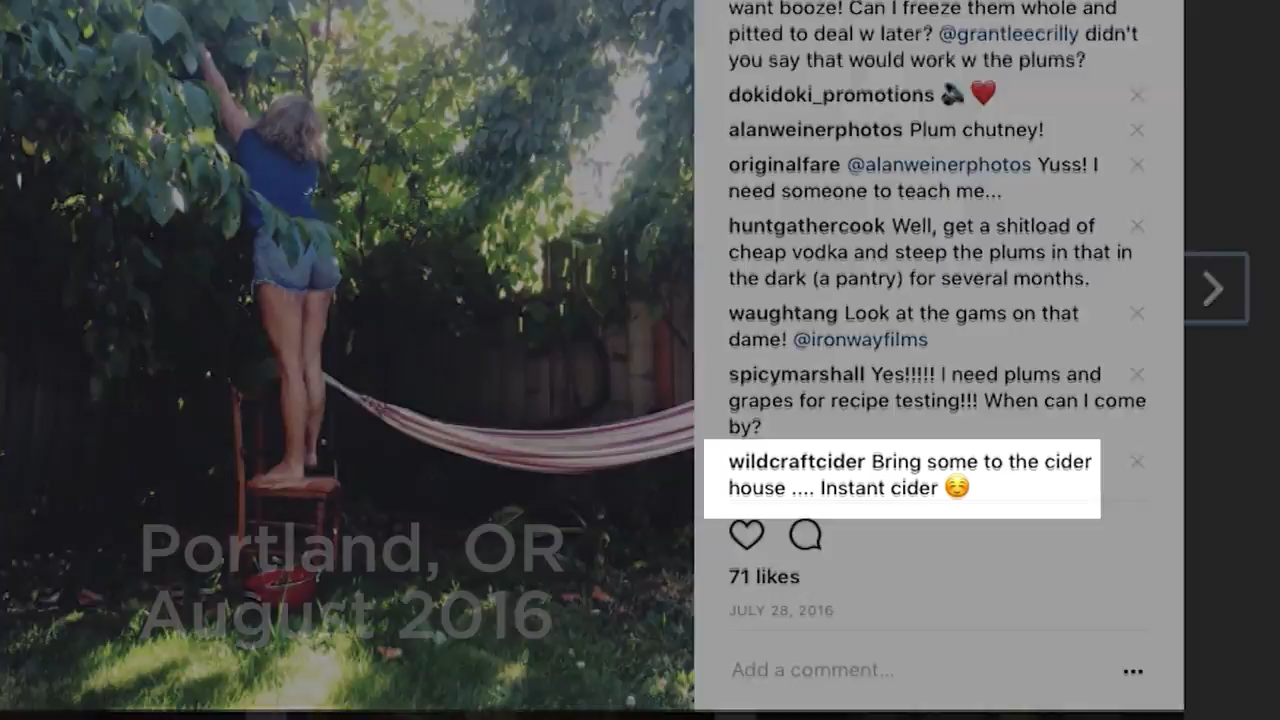 want booze! Can I freeze them whole and
pitted to deal w later? @grantleecrilly didn't
you say that would work w the plums?
dokidoki_promotions 🔊❤️
alanweinerphotos Plum chutney!
originalfare @alanweinerphotos Yuss! I
need someone to teach me...
huntgathercook Well, get a shitload of
cheap vodka and steep the plums in that in
the dark (a pantry) for several months.
waughtang Look at the gams on that
dame! @ironwayfilms
spicymarshall Yes!!!!! I need plums and
grapes for recipe testing!!! When can I come
by?
wildcraftcider Bring some to the cider
house .... Instant cider ☺️
71 likes
JULY 28, 2016
Add a comment...
Portland, OR
August 2016